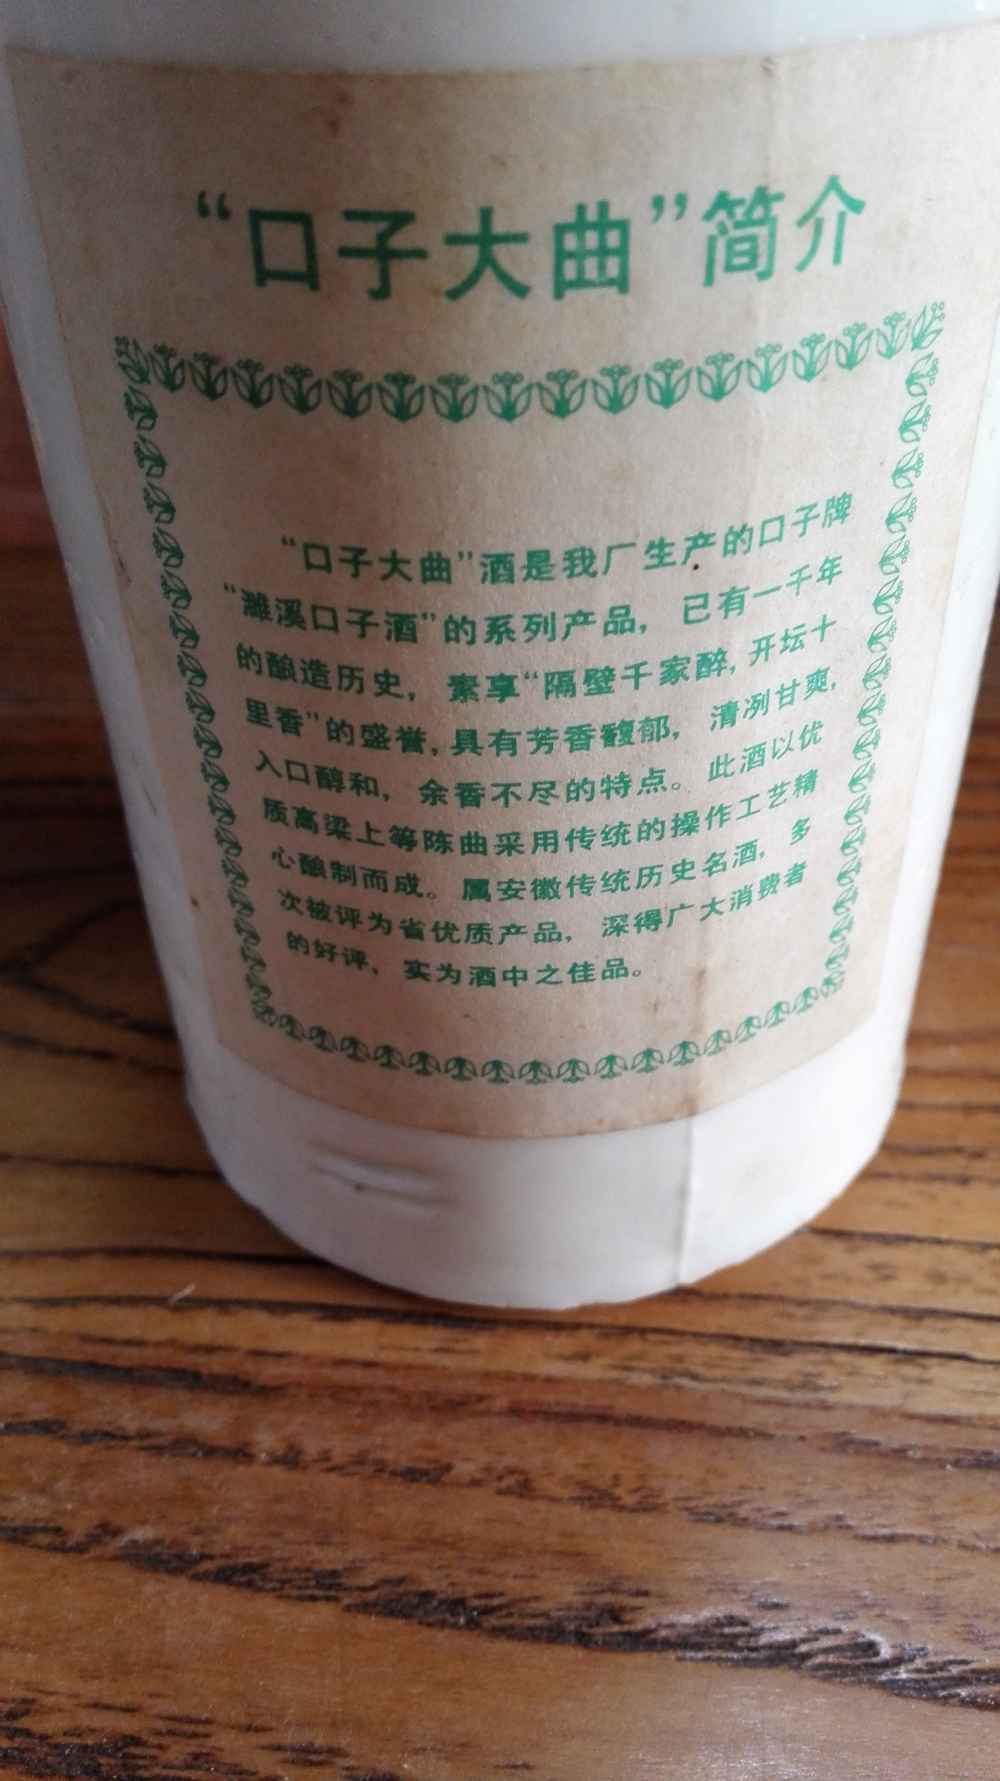 “口子大曲”简介
“口子大曲”酒是我厂生产的口子牌
“濉溪口子酒”的系列产品，已有一千年
的酿造历史，素享“隔壁千家醉，开坛十
里香”的盛誉，具有芳香馥郁，清冽甘爽，
入口醇和，余香不尽的特点。此酒以优
质高梁上等陈曲采用传统的操作工艺精
心酿制而成。属安徽传统历史名酒，多
次被评为省优质产品，深得广大消费者
的好评，实为酒中之佳品。